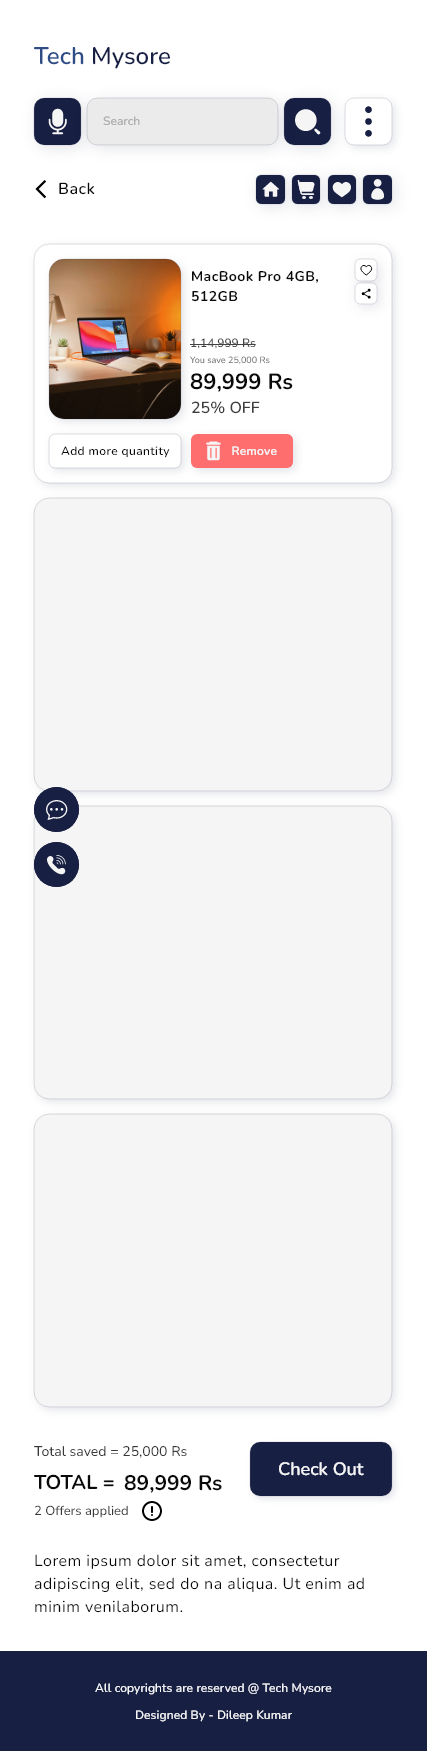 Tech Mysore
Search
Back
MacBook Pro 4GB,
512GB
1,14,999 Rs
You save 25,000 Rs
89,999 Rs
25% OFF
Add more quantity
Remove
Total saved = 25,000 Rs
TOTAL = 89,999 Rs
Check Out
2 Offers applied
Lorem ipsum dolor sit amet, consectetur
adipiscing elit, sed do na aliqua. Ut enim ad
minim venilaborum.
All copyrights are reserved @ Tech Mysore
Designed By - Dileep Kumar